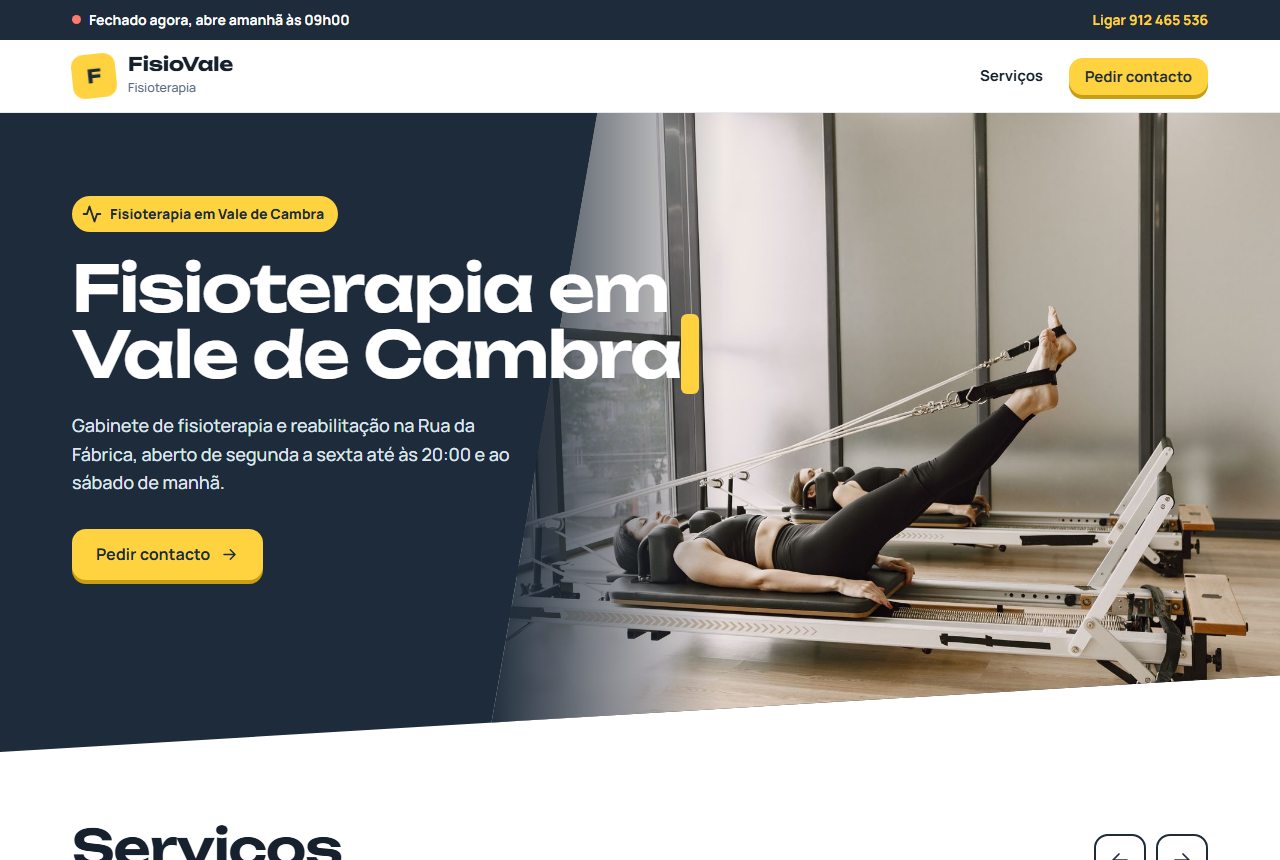 Fechado agora, abre amanhã às 09h00
Ligar 912 465 536
F
FisioVale
Fisioterapia
Serviços
Pedir contacto
Fisioterapia em Vale de Cambra
Fisioterapia em
Vale de Cambra
Gabinete de fisioterapia e reabilitação na Rua da
Fábrica, aberto de segunda a sexta até às 20:00 e ao
sábado de manhã.
Pedir contacto →
Serviços
← →